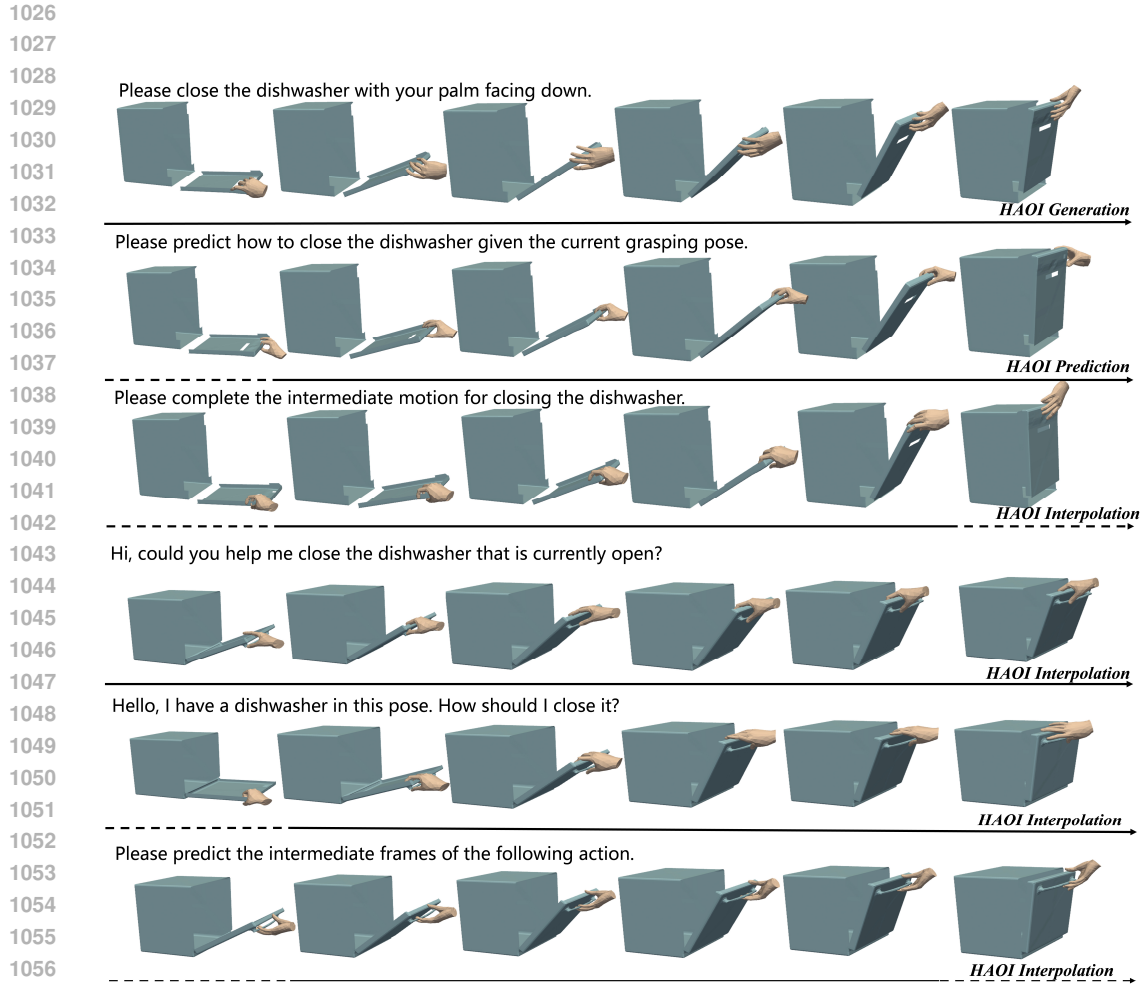 1026
1027
1028
Please close the dishwasher with your palm facing down.
1029
1030
1031
1032
HAOI Generation
1033
Please predict how to close the dishwasher given the current grasping pose.
1034
1035
1036
1037
HAOI Prediction
1038
Please complete the intermediate motion for closing the dishwasher.
1039
1040
1041
HAOI Interpolation
1042
1043
Hi, could you help me close the dishwasher that is currently open?
1044
1045
1046
HAOI Interpolation
1047
1048
Hello, I have a dishwasher in this pose. How should I close it?
1049
1050
1051
HAOI Interpolation
1052
Please predict the intermediate frames of the following action.
1053
1054
1055
1056
HAOI Interpolation